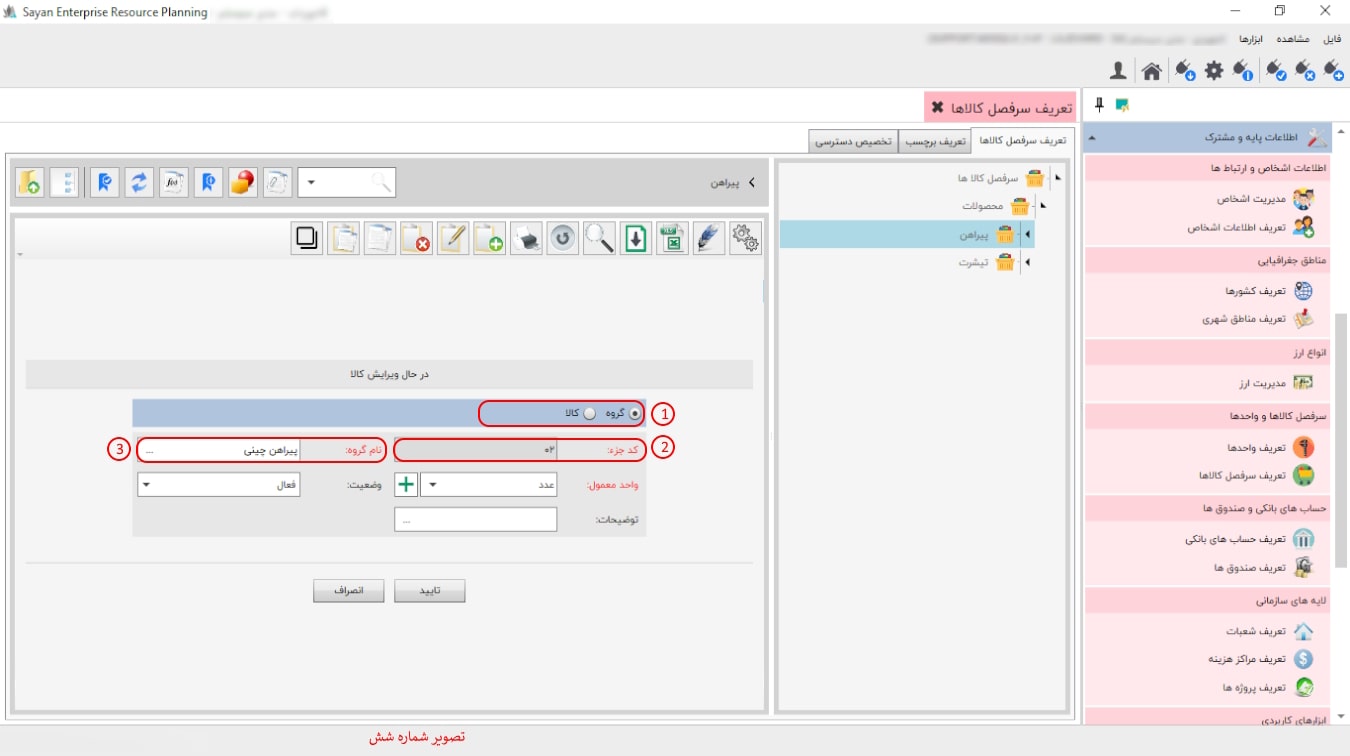 Sayan Enterprise Resource Planning
فایل مشاهده ابزارها
تعریف سرفصل کالاها
اطلاعات پایه و مشترک
اطلاعات اشخاص و ارتباط ها
مدیریت اشخاص
تعریف اطلاعات اشخاص
مناطق جغرافیایی
تعریف کشورها
تعریف مناطق شهری
انواع ارز
مدیریت ارز
سرفصل کالاها و واحدها
تعریف واحدها
تعریف سرفصل کالاها
حساب های بانکی و صندوق ها
تعریف حساب های بانکی
تعریف صندوق ها
لایه های سازمانی
تعریف شعبات
تعریف مراکز هزینه
تعریف پروژه ها
ابزارهای کاربردی
تعریف سرفصل کالاها تعریف برچسب تخصیص دسترسی
سرفصل کالا ها
محصولات
پیراهن
تیشرت
پیراهن
در حال ویرایش کالا
گروه کالا 1
کد جزء: ۰۲ 2
نام گروه: پیراهن چینی ... 3
واحد معمول: عدد وضعیت: فعال
توضیحات: ...
تایید انصراف
تصویر شماره شش